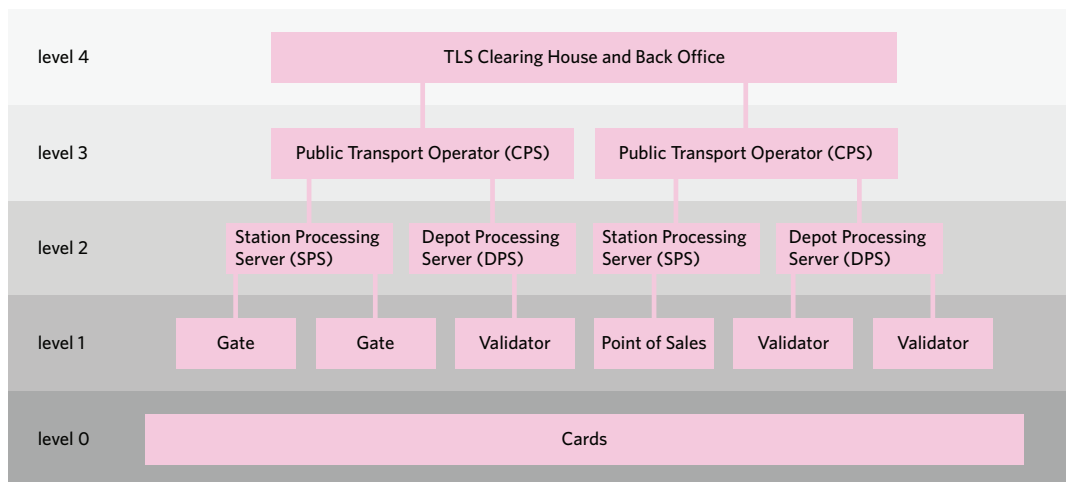 level 4
TLS Clearing House and Back Office
level 3
Public Transport Operator (CPS)
Public Transport Operator (CPS)
level 2
Station Processing
Server (SPS)
Depot Processing
Server (DPS)
Station Processing
Server (SPS)
Depot Processing
Server (DPS)
level 1
Gate
Gate
Validator
Point of Sales
Validator
Validator
level 0
Cards